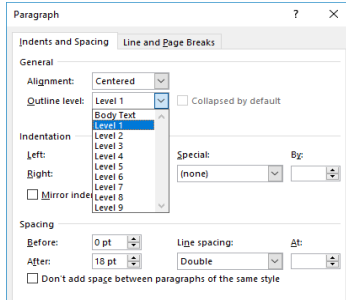 Paragraph ? ×
Indents and Spacing Line and Page Breaks
General
Alignment: Centered
Outline level: Level 1 Collapsed by default
Body Text
Level 1
Indentation Level 2
Level 3
Left: Level 4 Special: By:
Level 5
Right: Level 6 (none)
Level 7
Mirror inde Level 8
Level 9
Spacing
Before: 0 pt Line spacing: At:
After: 18 pt Double
Don't add space between paragraphs of the same style